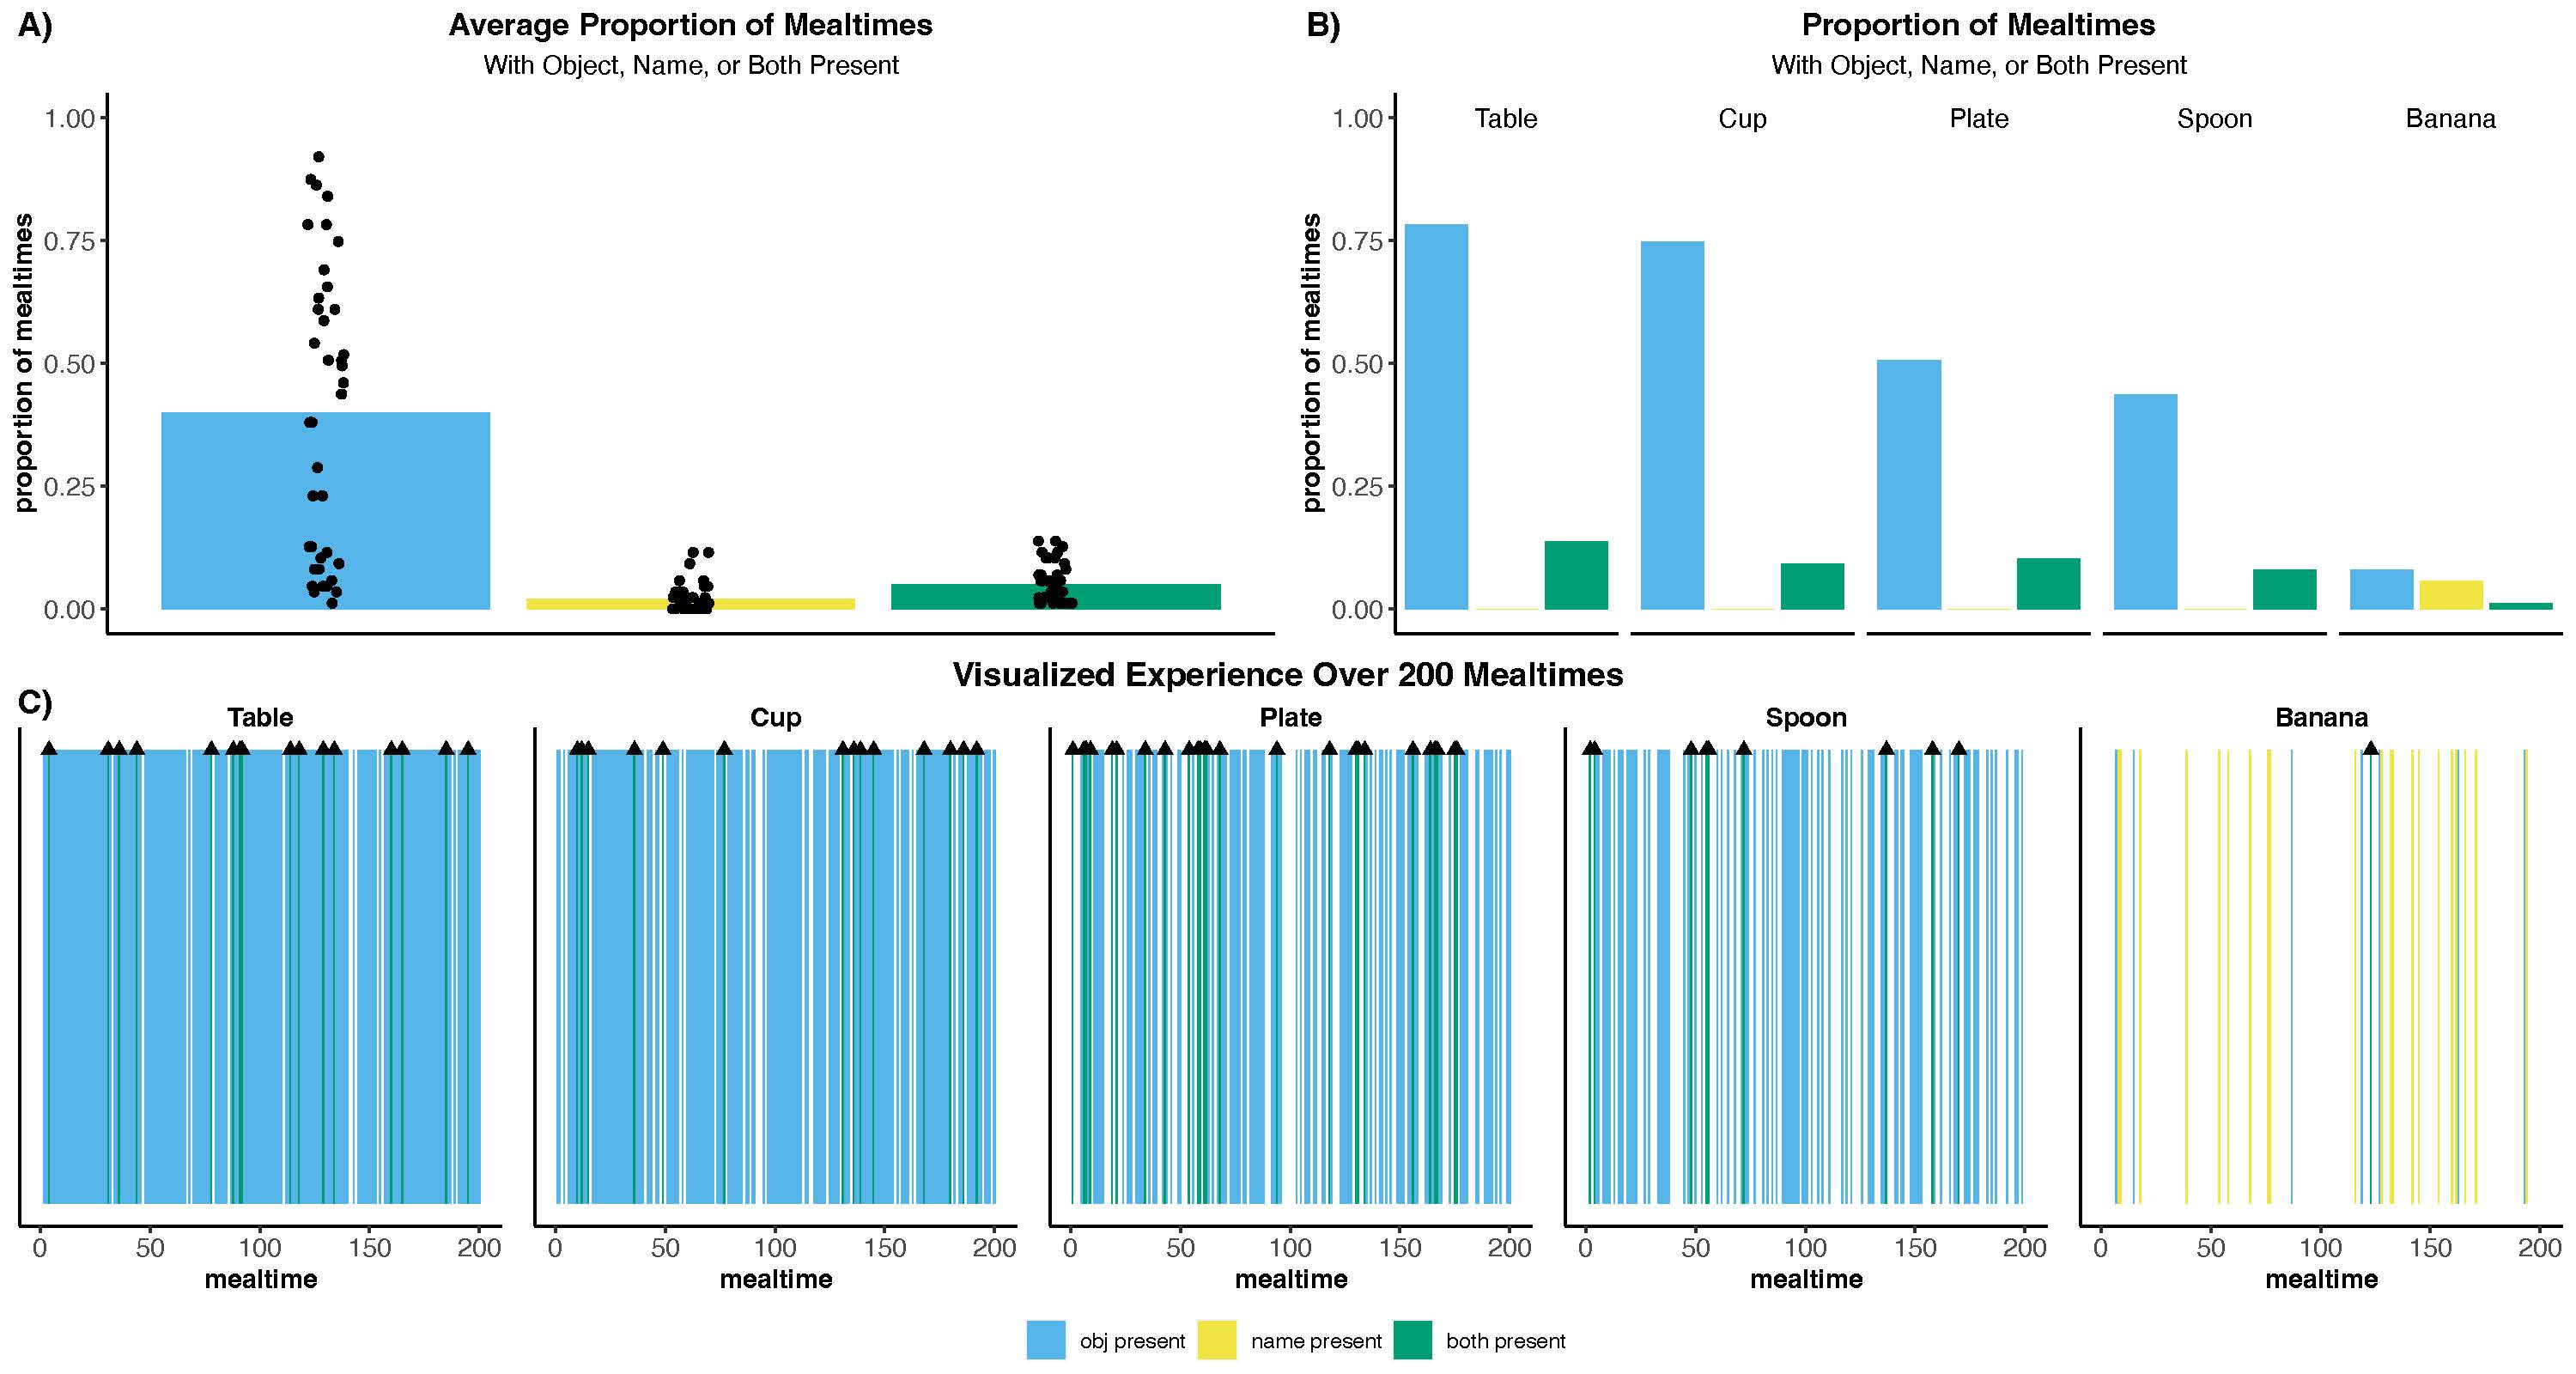 A)
Average Proportion of Mealtimes
With Object, Name, or Both Present
proportion of mealtimes
1.00
0.75
0.50
0.25
0.00
B)
Proportion of Mealtimes
With Object, Name, or Both Present
proportion of mealtimes
1.00
0.75
0.50
0.25
0.00
Table Cup Plate Spoon Banana
Visualized Experience Over 200 Mealtimes
C)
Table Cup Plate Spoon Banana
0 50 100 150 200 0 50 100 150 200 0 50 100 150 200 0 50 100 150 200 0 50 100 150 200
mealtime mealtime mealtime mealtime mealtime
obj present name present both present